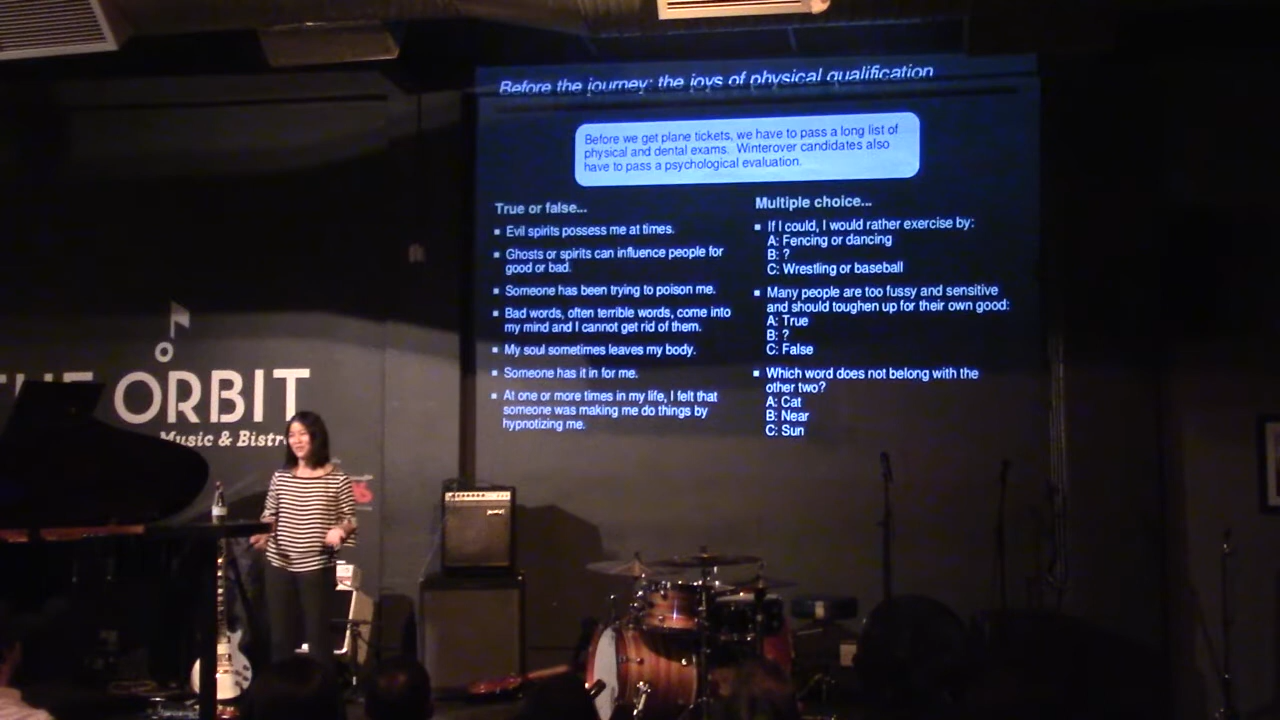 Before the journey: the joys of physical qualification
Before we get plane tickets, we have to pass a long list of
physical and dental exams. Winterover candidates also
have to pass a psychological evaluation.
True or false...
Evil spirits possess me at times.
Ghosts or spirits can influence people for
good or bad.
Someone has been trying to poison me.
Bad words, often terrible words, come into
my mind and I cannot get rid of them.
My soul sometimes leaves my body.
Someone has it in for me.
At one or more times in my life, I felt that
someone was making me do things by
hypnotizing me.
Multiple choice...
If I could, I would rather exercise by:
A: Fencing or dancing
B: ?
C: Wrestling or baseball
Many people are too fussy and sensitive
and should toughen up for their own good:
A: True
B: ?
C: False
Which word does not belong with the
other two?
A: Cat
B: Near
C: Sun
THE ORBIT
Music & Bistro